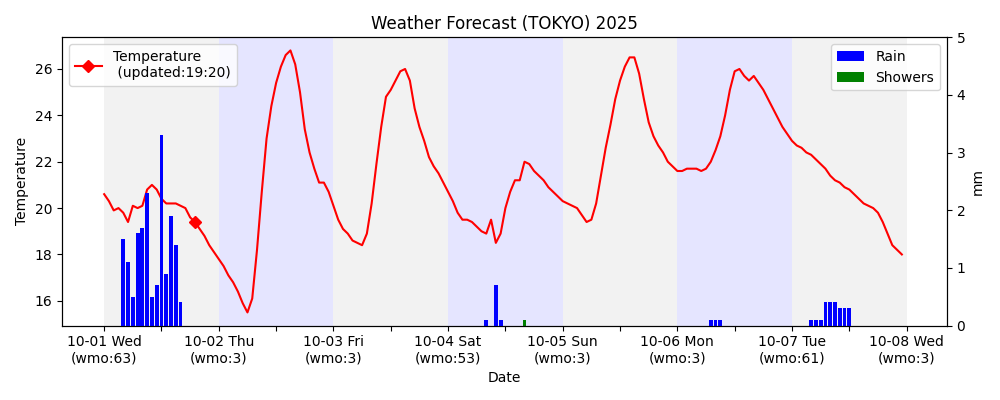 Weather Forecast (TOKYO) 2025
Temperature
(updated:19:20)
Rain
Showers
Temperature
26
24
22
20
18
16
5
4
3
2
1
0
mm
10-01 Wed
(wmo:63)
10-02 Thu
(wmo:3)
10-03 Fri
(wmo:3)
10-04 Sat
(wmo:53)
10-05 Sun
(wmo:3)
10-06 Mon
(wmo:3)
10-07 Tue
(wmo:61)
10-08 Wed
(wmo:3)
Date